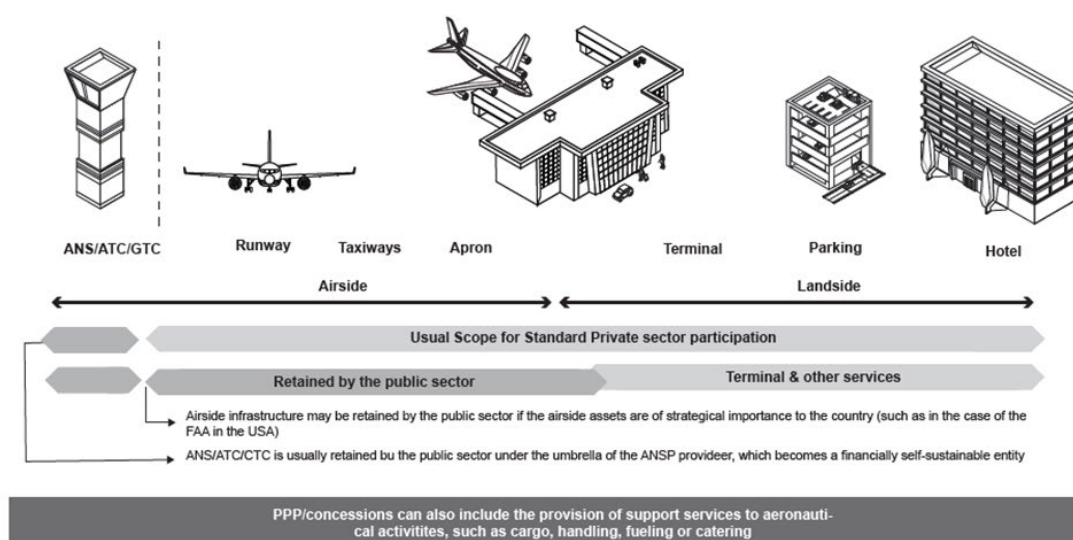 ANS/ATC/GTC
Runway
Taxiways
Apron
Terminal
Parking
Hotel
Airside
Landside
Usual Scope for Standard Private sector participation
Retained by the public sector
Terminal & other services
Airside infrastructure may be retained by the public sector if the airside assets are of strategical importance to the country (such as in the case of the
FAA in the USA)
ANS/ATC/CTC is usually retained bu the public sector under the umbrella of the ANSP provideer, which becomes a financially self-sustainable entity
PPP/concessions can also include the provision of support services to aeronauti-
cal activitites, such as cargo, handling, fueling or catering